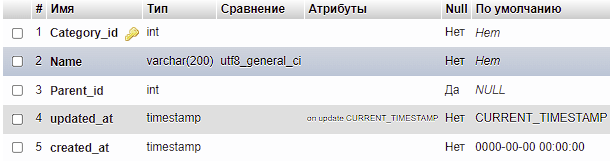 # Имя Тип Сравнение Атрибуты Null По умолчанию
1 Category_id int Нет Нет
2 Name varchar(200) utf8_general_ci Нет Нет
3 Parent_id int Да NULL
4 updated_at timestamp on update CURRENT_TIMESTAMP Нет CURRENT_TIMESTAMP
5 created_at timestamp Нет 0000-00-00 00:00:00